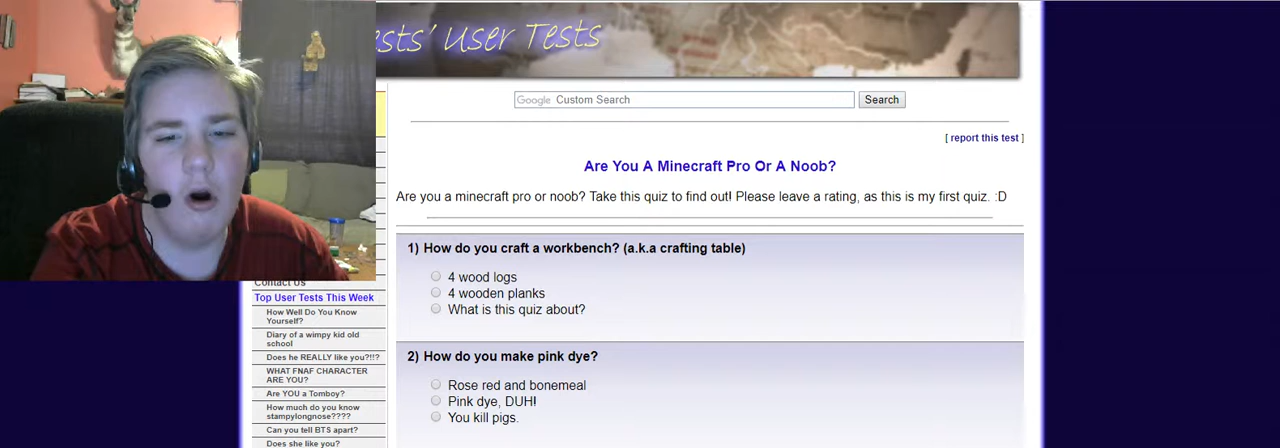 ests' User Tests
Google Custom Search
Search
[ report this test ]
Are You A Minecraft Pro Or A Noob?
Are you a minecraft pro or noob? Take this quiz to find out! Please leave a rating, as this is my first quiz. :D
1) How do you craft a workbench? (a.k.a crafting table)
4 wood logs
4 wooden planks
What is this quiz about?
2) How do you make pink dye?
Rose red and bonemeal
Pink dye, DUH!
You kill pigs.
Contact Us
Top User Tests This Week
How Well Do You Know
Yourself?
Diary of a wimpy kid old
school
Does he REALLY like you?!!?
WHAT FNAF CHARACTER
ARE YOU?
Are YOU a Tomboy?
How much do you know
stampylongnose????
Can you tell BTS apart?
Does she like you?